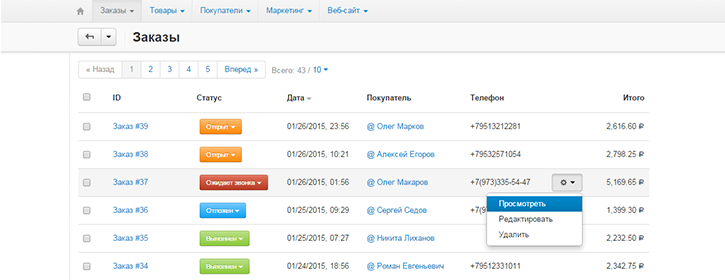 Заказы Товары Покупатели Маркетинг Веб-сайт
Заказы
« Назад 1 2 3 4 5 Вперед » Всего: 43 / 10
ID Статус Дата Покупатель Телефон Итого
Заказ #39 Открыт 01/26/2015, 23:56 @ Олег Марков +79513212281 2,616.60 ₽
Заказ #38 Открыт 01/26/2015, 10:21 @ Алексей Егоров +79532571054 2,798.25 ₽
Заказ #37 Ожидает звонка 01/26/2015, 01:56 @ Олег Макаров +7(973)335-54-47 5,169.65 ₽
Просмотреть
Заказ #36 Отложен 01/25/2015, 09:29 @ Сергей Седов +7(9 1,399.30 ₽
Редактировать
Удалить
Заказ #35 Выполнен 01/25/2015, 07:27 @ Никита Лиханов 2,232.50 ₽
Заказ #34 Выполнен 01/24/2015, 18:56 @ Роман Евгеньевич +79512331011 2,342.75 ₽